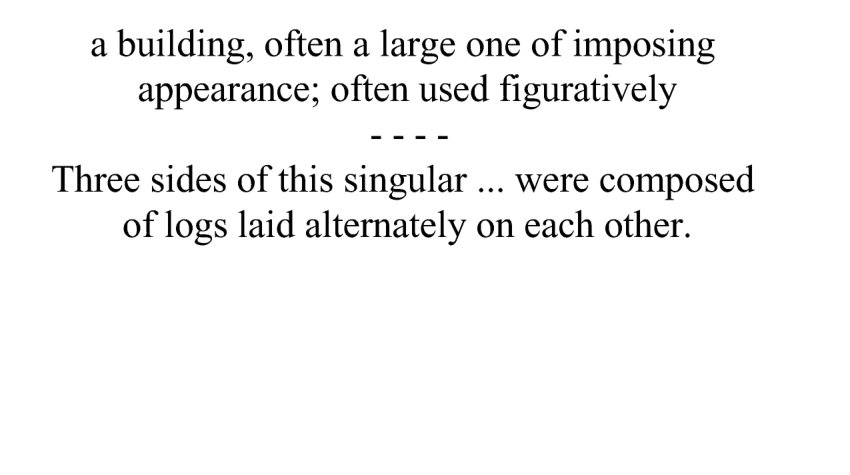 a building, often a large one of imposing
appearance; often used figuratively
- - - -
Three sides of this singular ... were composed
of logs laid alternately on each other.